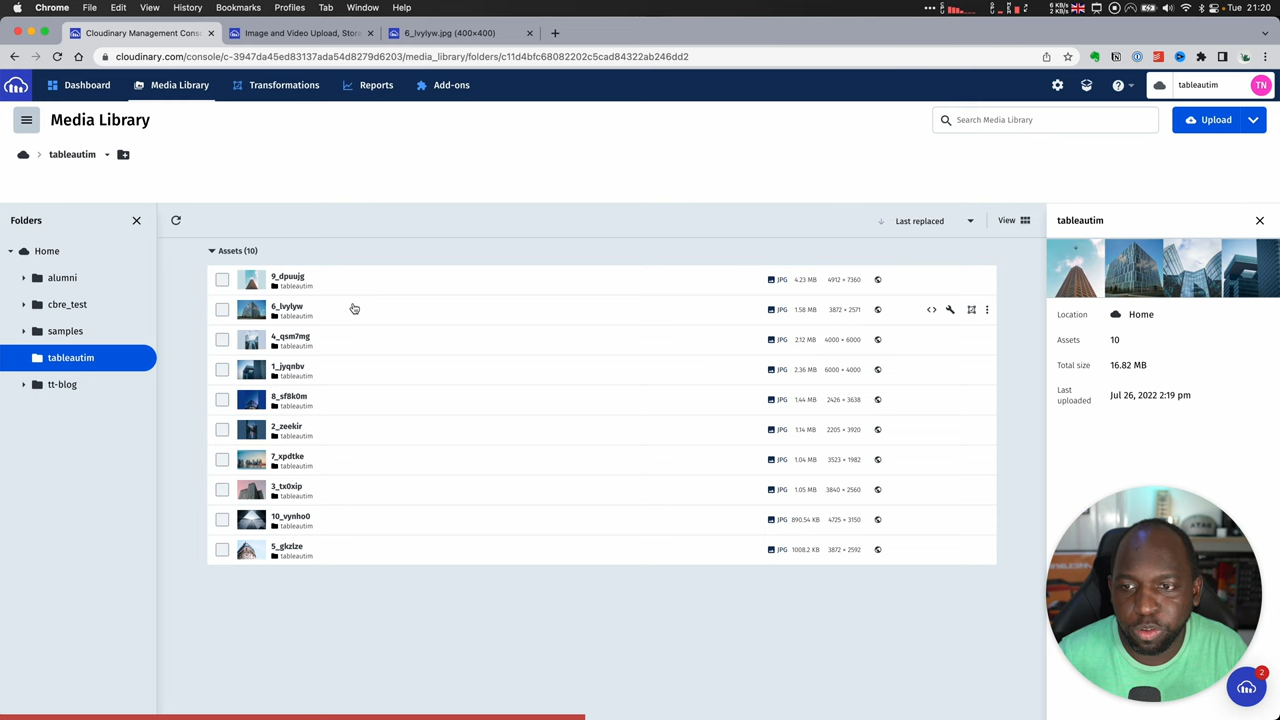 Chrome File Edit View History Bookmarks Profiles Tab Window Help 6 KB/s 2 KB/s Tue 21:20
Cloudinary Management Cons Image and Video Upload, Stora 6_lvylyw.jpg (400×400)
cloudinary.com/console/c-3947da45ed83137ada54d8279d6203/media_library/folders/c11d4bfc68082202c5cad84322ab246dd2
Dashboard Media Library Transformations Reports Add-ons tableautim TN
Media Library Search Media Library Upload
tableautim
Folders Last replaced View tableautim
Home
alumni
cbre_test
samples
tableautim
tt-blog
Assets (10)
9_dpuujg JPG 4.23 MB 4912 × 7360
tableautim
6_lvylyw JPG 1.58 MB 3872 × 2571
tableautim
4_qsm7mg JPG 2.12 MB 4000 × 6000
tableautim
1_jyqnbv JPG 2.36 MB 6000 × 4000
tableautim
8_sf8k0m JPG 1.44 MB 2426 × 3638
tableautim
2_zeekir JPG 1.14 MB 2205 × 3920
tableautim
7_xpdtke JPG 1.04 MB 3523 × 1982
tableautim
3_tx0xip JPG 1.05 MB 3840 × 2560
tableautim
10_vynho0 JPG 890.54 KB 4725 × 3150
tableautim
5_gkzlze JPG 1008.2 KB 3872 × 2592
tableautim
Location Home
Assets 10
Total size 16.82 MB
Last uploaded Jul 26, 2022 2:19 pm
2